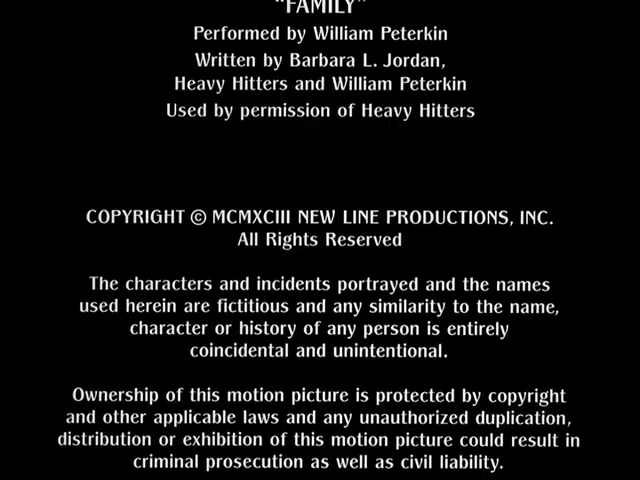 "FAMILY"
Performed by William Peterkin
Written by Barbara L. Jordan,
Heavy Hitters and William Peterkin
Used by permission of Heavy Hitters
COPYRIGHT © MCMXCIII NEW LINE PRODUCTIONS, INC.
All Rights Reserved
The characters and incidents portrayed and the names
used herein are fictitious and any similarity to the name,
character or history of any person is entirely
coincidental and unintentional.
Ownership of this motion picture is protected by copyright
and other applicable laws and any unauthorized duplication,
distribution or exhibition of this motion picture could result in
criminal prosecution as well as civil liability.